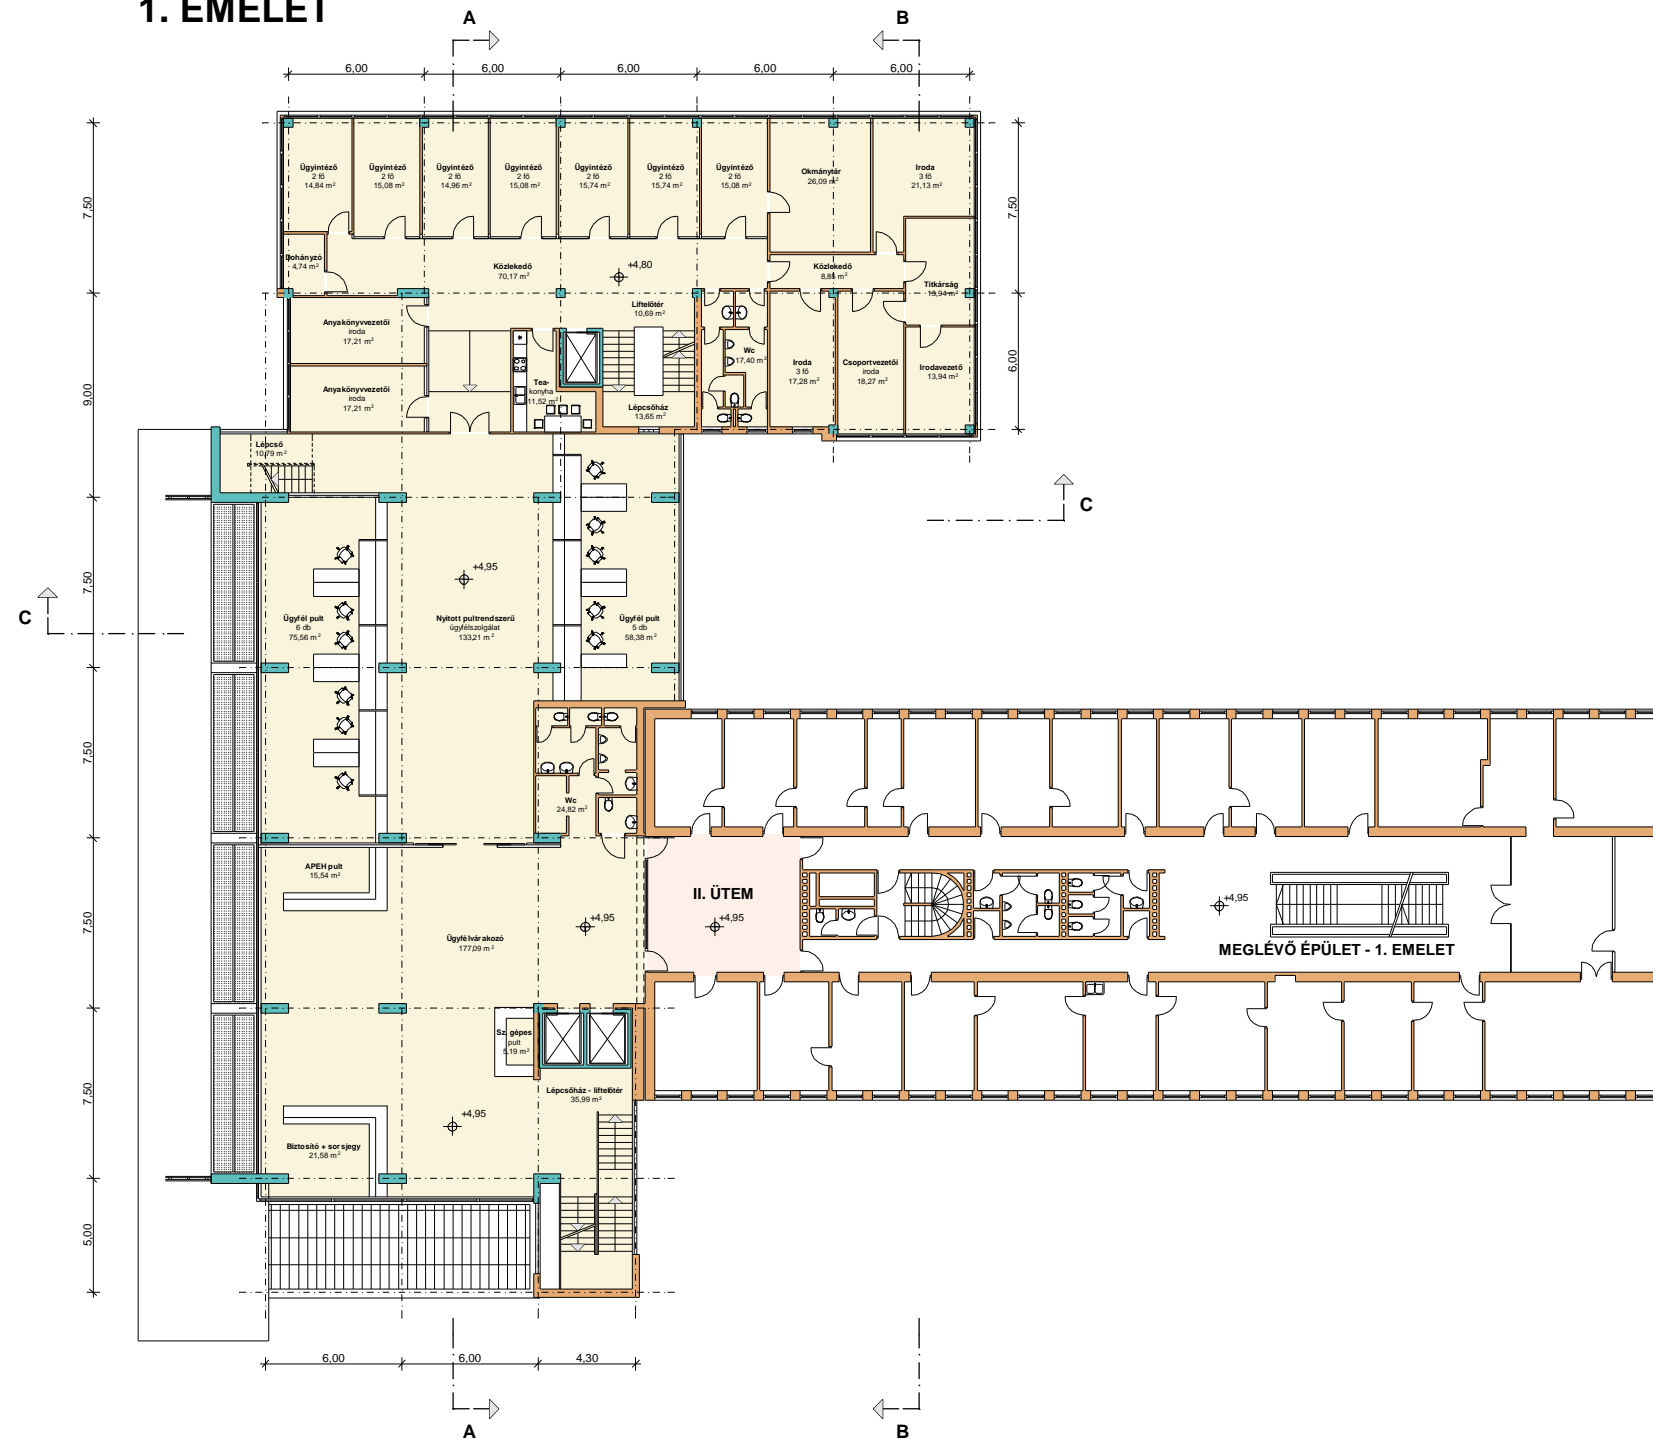 1. EMELET
A
B
6,00
6,00
6,00
6,00
6,00
Ügyintéző
2 fő
14,84 m²
Ügyintéző
2 fő
15,08 m²
Ügyintéző
2 fő
14,96 m²
Ügyintéző
2 fő
15,08 m²
Ügyintéző
2 fő
15,74 m²
Ügyintéző
2 fő
15,74 m²
Ügyintéző
2 fő
15,08 m²
Okmánytár
26,09 m²
Iroda
3 fő
21,13 m²
7,50
7,50
Dohányzó
4,74 m²
Közlekedő
70,17 m²
+4,80
Közlekedő
8,85 m²
Titkárság
13,94 m²
Liftelőtér
10,69 m²
Anyakönyvvezetői
iroda
17,21 m²
Anyakönyvvezetői
iroda
17,21 m²
Tea-
konyha
11,52 m²
Lépcsőház
13,65 m²
Wc
17,40 m²
Iroda
3 fő
17,28 m²
Csoportvezetői
iroda
18,27 m²
Irodavezető
13,94 m²
9,00
6,00
Lépcső
10,79 m²
C
+4,95
7,50
C
Ügyfél pult
6 db
75,56 m²
Nyitott pultrendszerű
ügyfélszolgálat
133,21 m²
Ügyfél pult
5 db
58,38 m²
7,50
Wc
24,82 m²
APEH pult
15,54 m²
II. ÜTEM
+4,95
+4,95
+4,95
7,50
Ügyfélvárakozó
177,09 m²
MEGLÉVŐ ÉPÜLET - 1. EMELET
Sz. gépes
pult
5,19 m²
Lépcsőház - liftelőtér
35,99 m²
7,50
+4,95
Biztosító + sorsjegy
21,58 m²
5,00
6,00
6,00
4,30
A
B